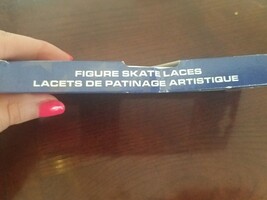 FIGURE SKATE LACES
LACETS DE PATINAGE ARTISTIQUE